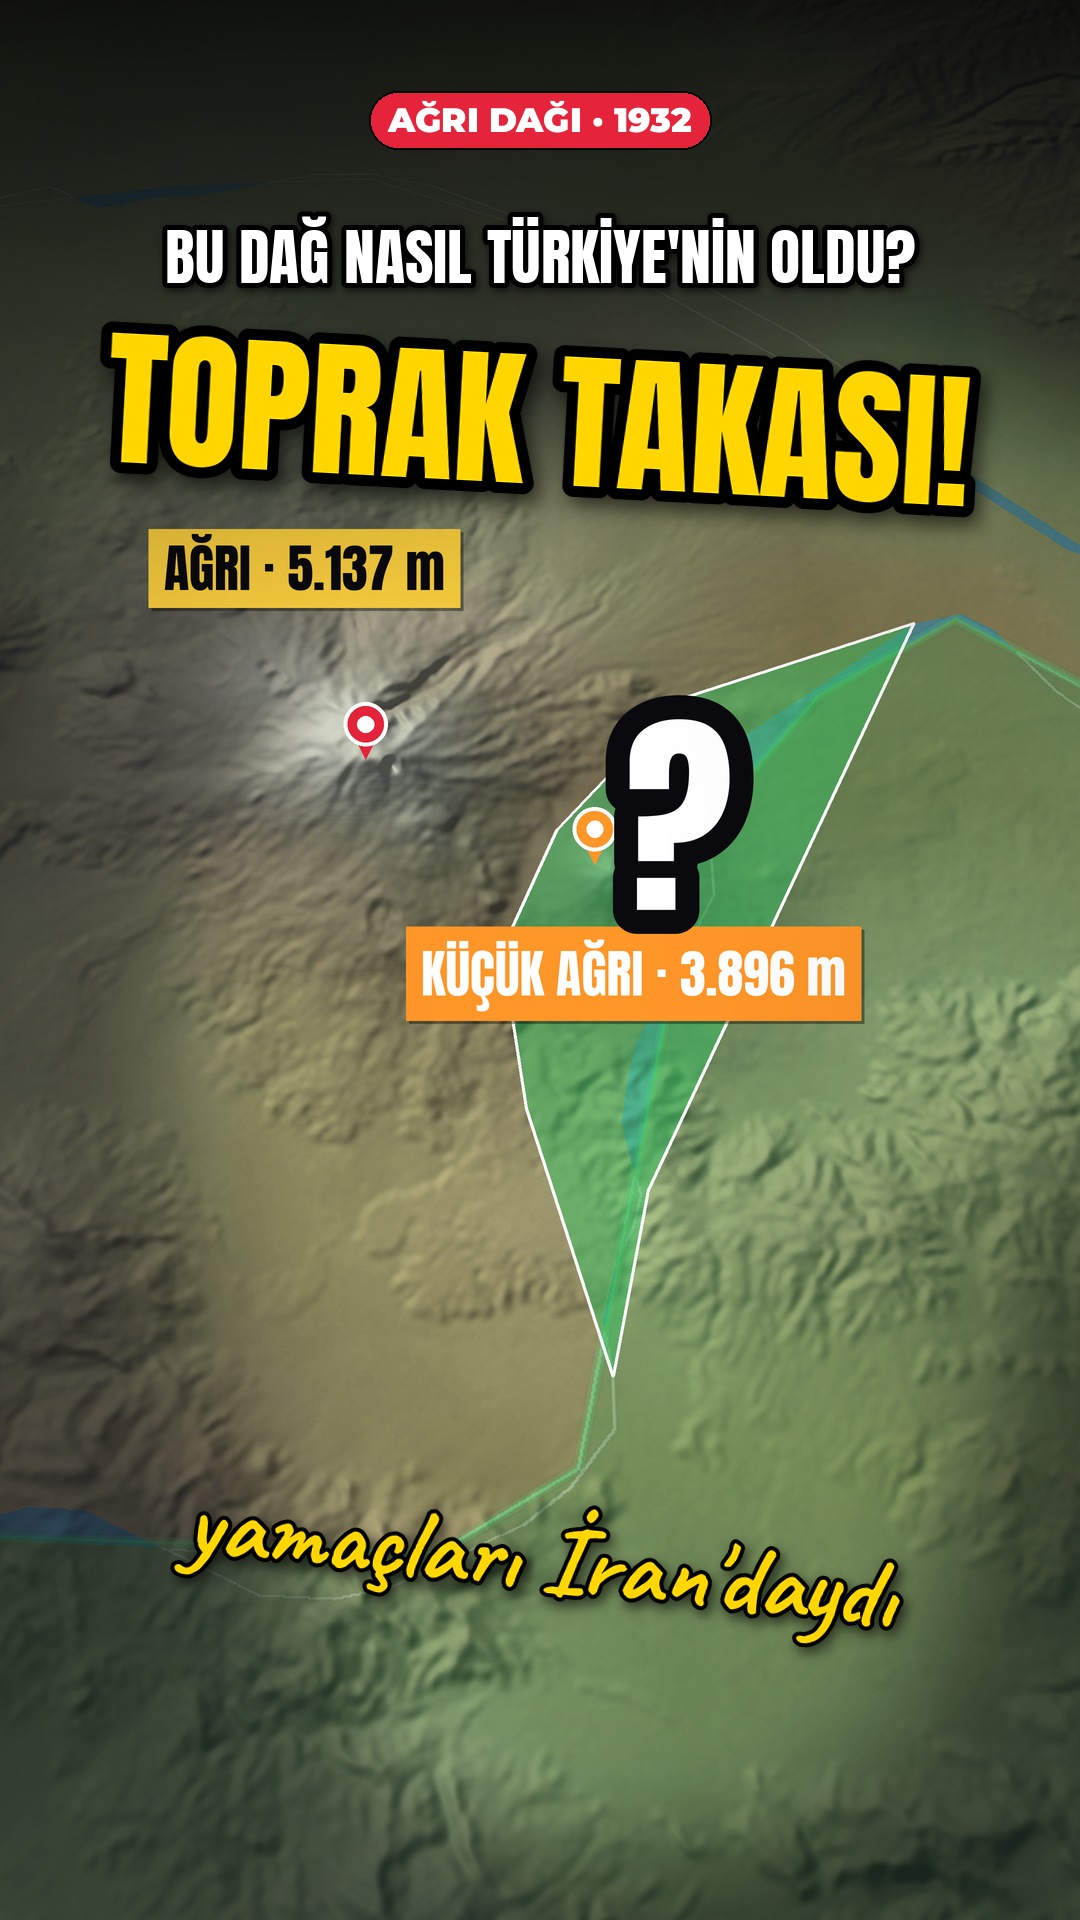 AĞRI DAĞI • 1932
BU DAĞ NASIL TÜRKİYE'NİN OLDU?
TOPRAK TAKASI!
AĞRI · 5.137 m
?
KÜÇÜK AĞRI · 3.896 m
yamaçları İran'daydı